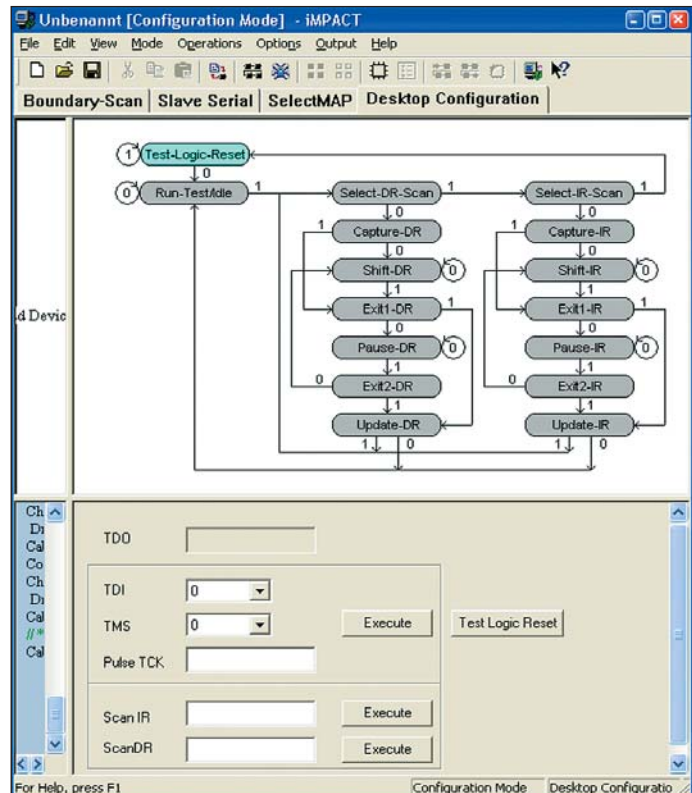 Unbenannt [Configuration Mode] - iMPACT
File Edit View Mode Operations Options Output Help
Boundary-Scan Slave Serial SelectMAP Desktop Configuration
1 Test-Logic-Reset
0
0 Run-Test/Idle 1 Select-DR-Scan 1 Select-IR-Scan 1
0 0
1 Capture-DR 1 Capture-IR
0 0
Shift-DR 0 Shift-IR 0
1 1
Exit1-DR 1 Exit1-IR 1
d Devic
0 0
Pause-DR 0 Pause-IR 0
1 1
0 Exit2-DR 0 Exit2-IR
1 1
Update-DR Update-IR
1 0 1 0
Ch
Di
Cal
Co
Ch
Di
Cal
//*
Cal
TDO
TDI 0
TMS 0 Execute Test Logic Reset
Pulse TCK
Scan IR Execute
ScanDR Execute
For Help, press F1 Configuration Mode Desktop Configuratio